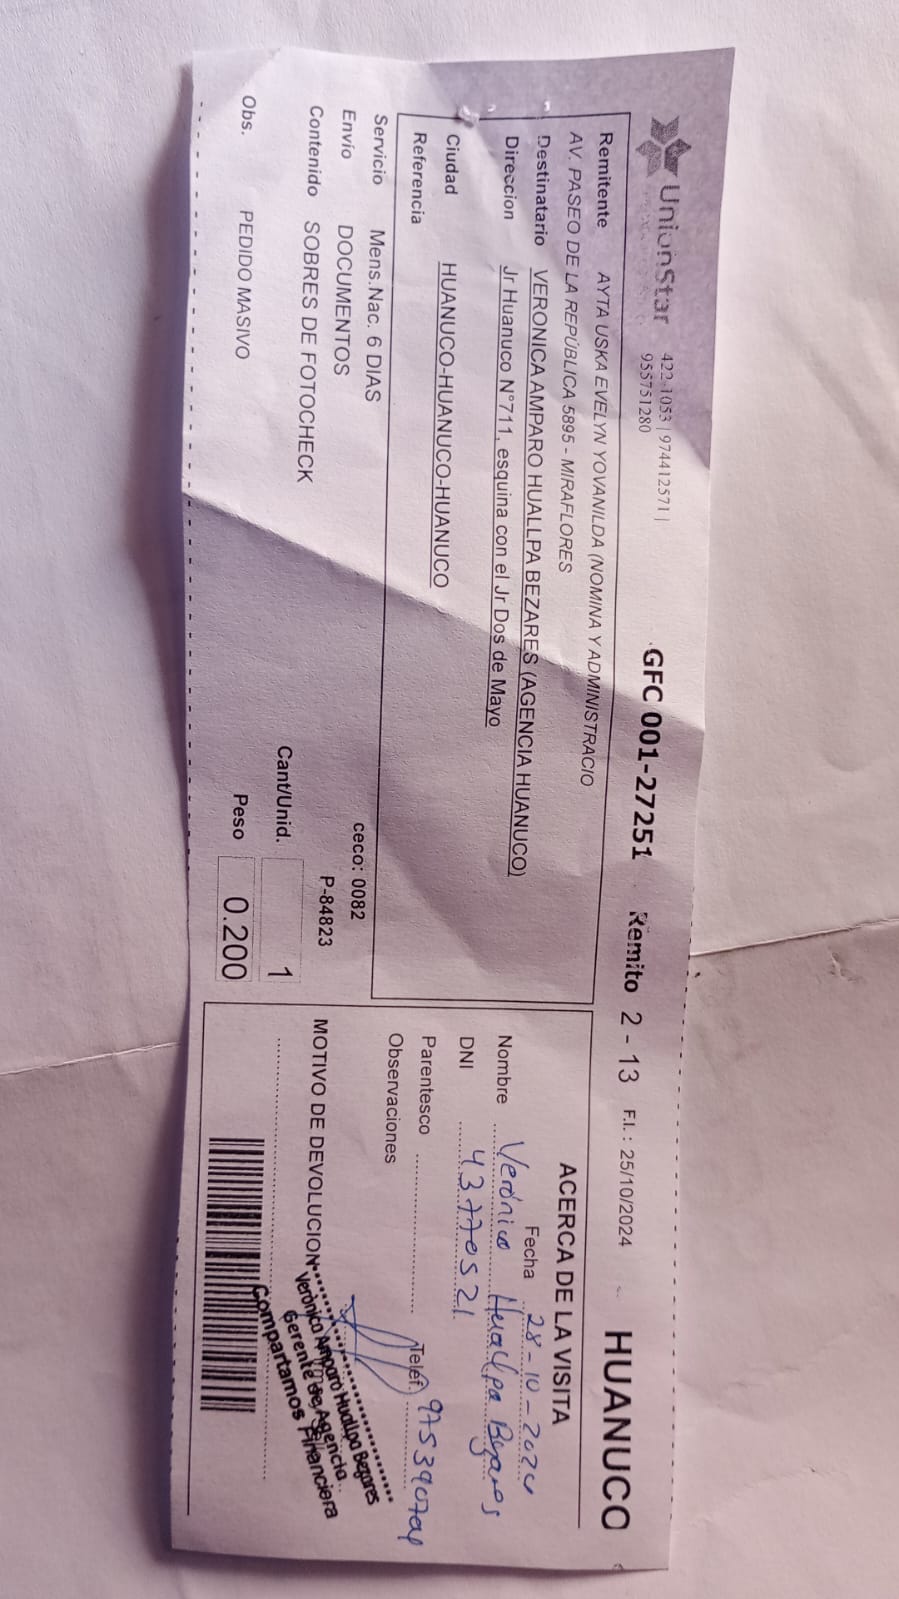 UnionStar
422-1053 | 974412571 |
955751280
GFC 001-27251
Remito 2 - 13
F.I. : 25/10/2024
HUANUCO
Remitente AYTA USKA EVELYN YOVANILDA (NOMINA Y ADMINISTRACIO
AV. PASEO DE LA REPÚBLICA 5895 - MIRAFLORES
Destinatario VERONICA AMPARO HUALLPA BEZARES (AGENCIA HUANUCO)
Direccion Jr Huanuco N°711, esquina con el Jr Dos de Mayo
Ciudad HUANUCO-HUANUCO-HUANUCO
Referencia
Servicio Mens.Nac. 6 DIAS
Envío DOCUMENTOS
Contenido SOBRES DE FOTOCHECK
Obs. PEDIDO MASIVO
ceco: 0082
P-84823
Cant/Unid. 1
Peso 0.200
ACERCA DE LA VISITA
Fecha 28-10-2024
Nombre Verónica Huallpa Bezares
DNI 43770521
Parentesco Telef.
Observaciones
MOTIVO DE DEVOLUCION
Verónica Amparo Huallpa Bezares
Gerente de Agencia
Compartamos Financiera